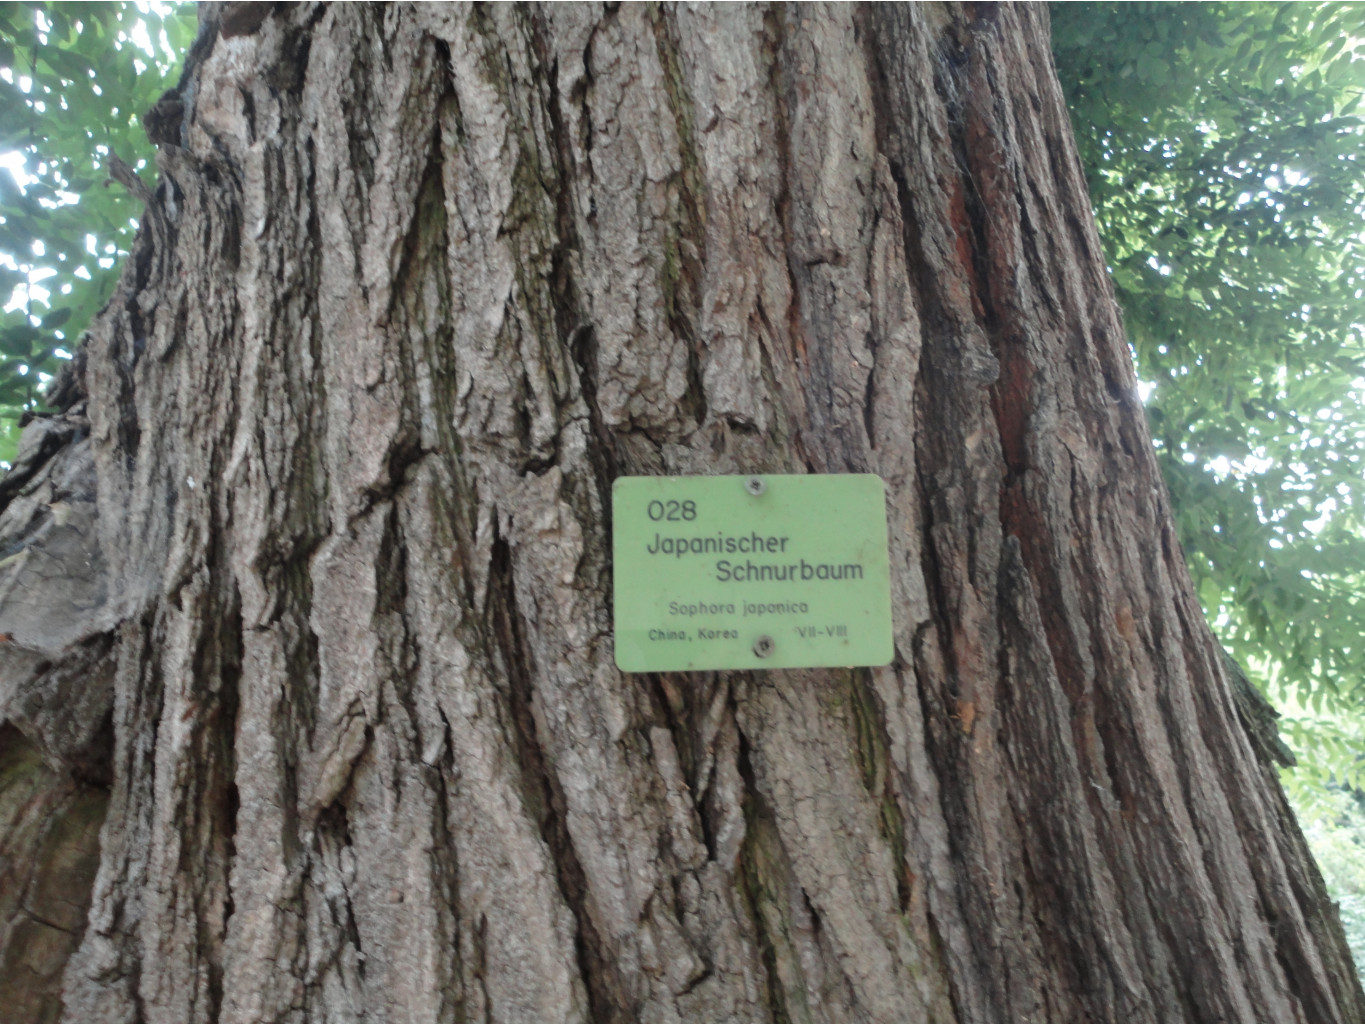 028
Japanischer
Schnurbaum
Sophora japonica
China, Korea VII-VIII